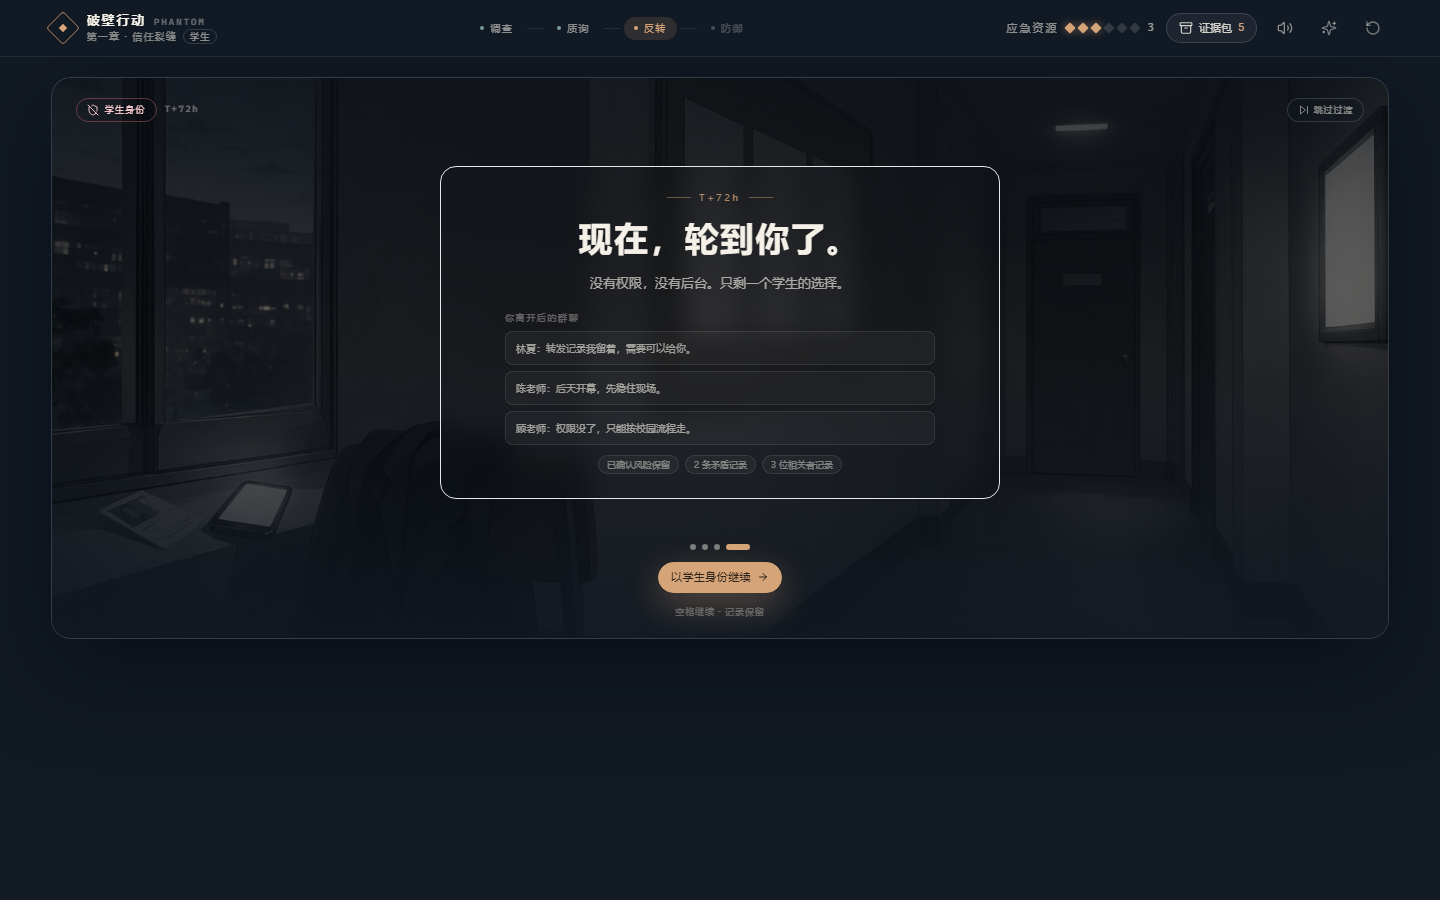 破壁行动 PHANTOM
第一章 · 信任裂缝 学生
调查
质询
反转
防御
应急资源 3
证据包 5
学生身份 T+72h
跳过过渡
T+72h
现在，轮到你了。
没有权限，没有后台。只剩一个学生的选择。
你离开后的群聊
林夏：转发记录我留着，需要可以给你。
陈老师：后天开幕，先稳住现场。
顾老师：权限没了，只能按校园流程走。
已确认风险保留
2 条矛盾记录
3 位相关者记录
以学生身份继续
空格继续 · 记录保留